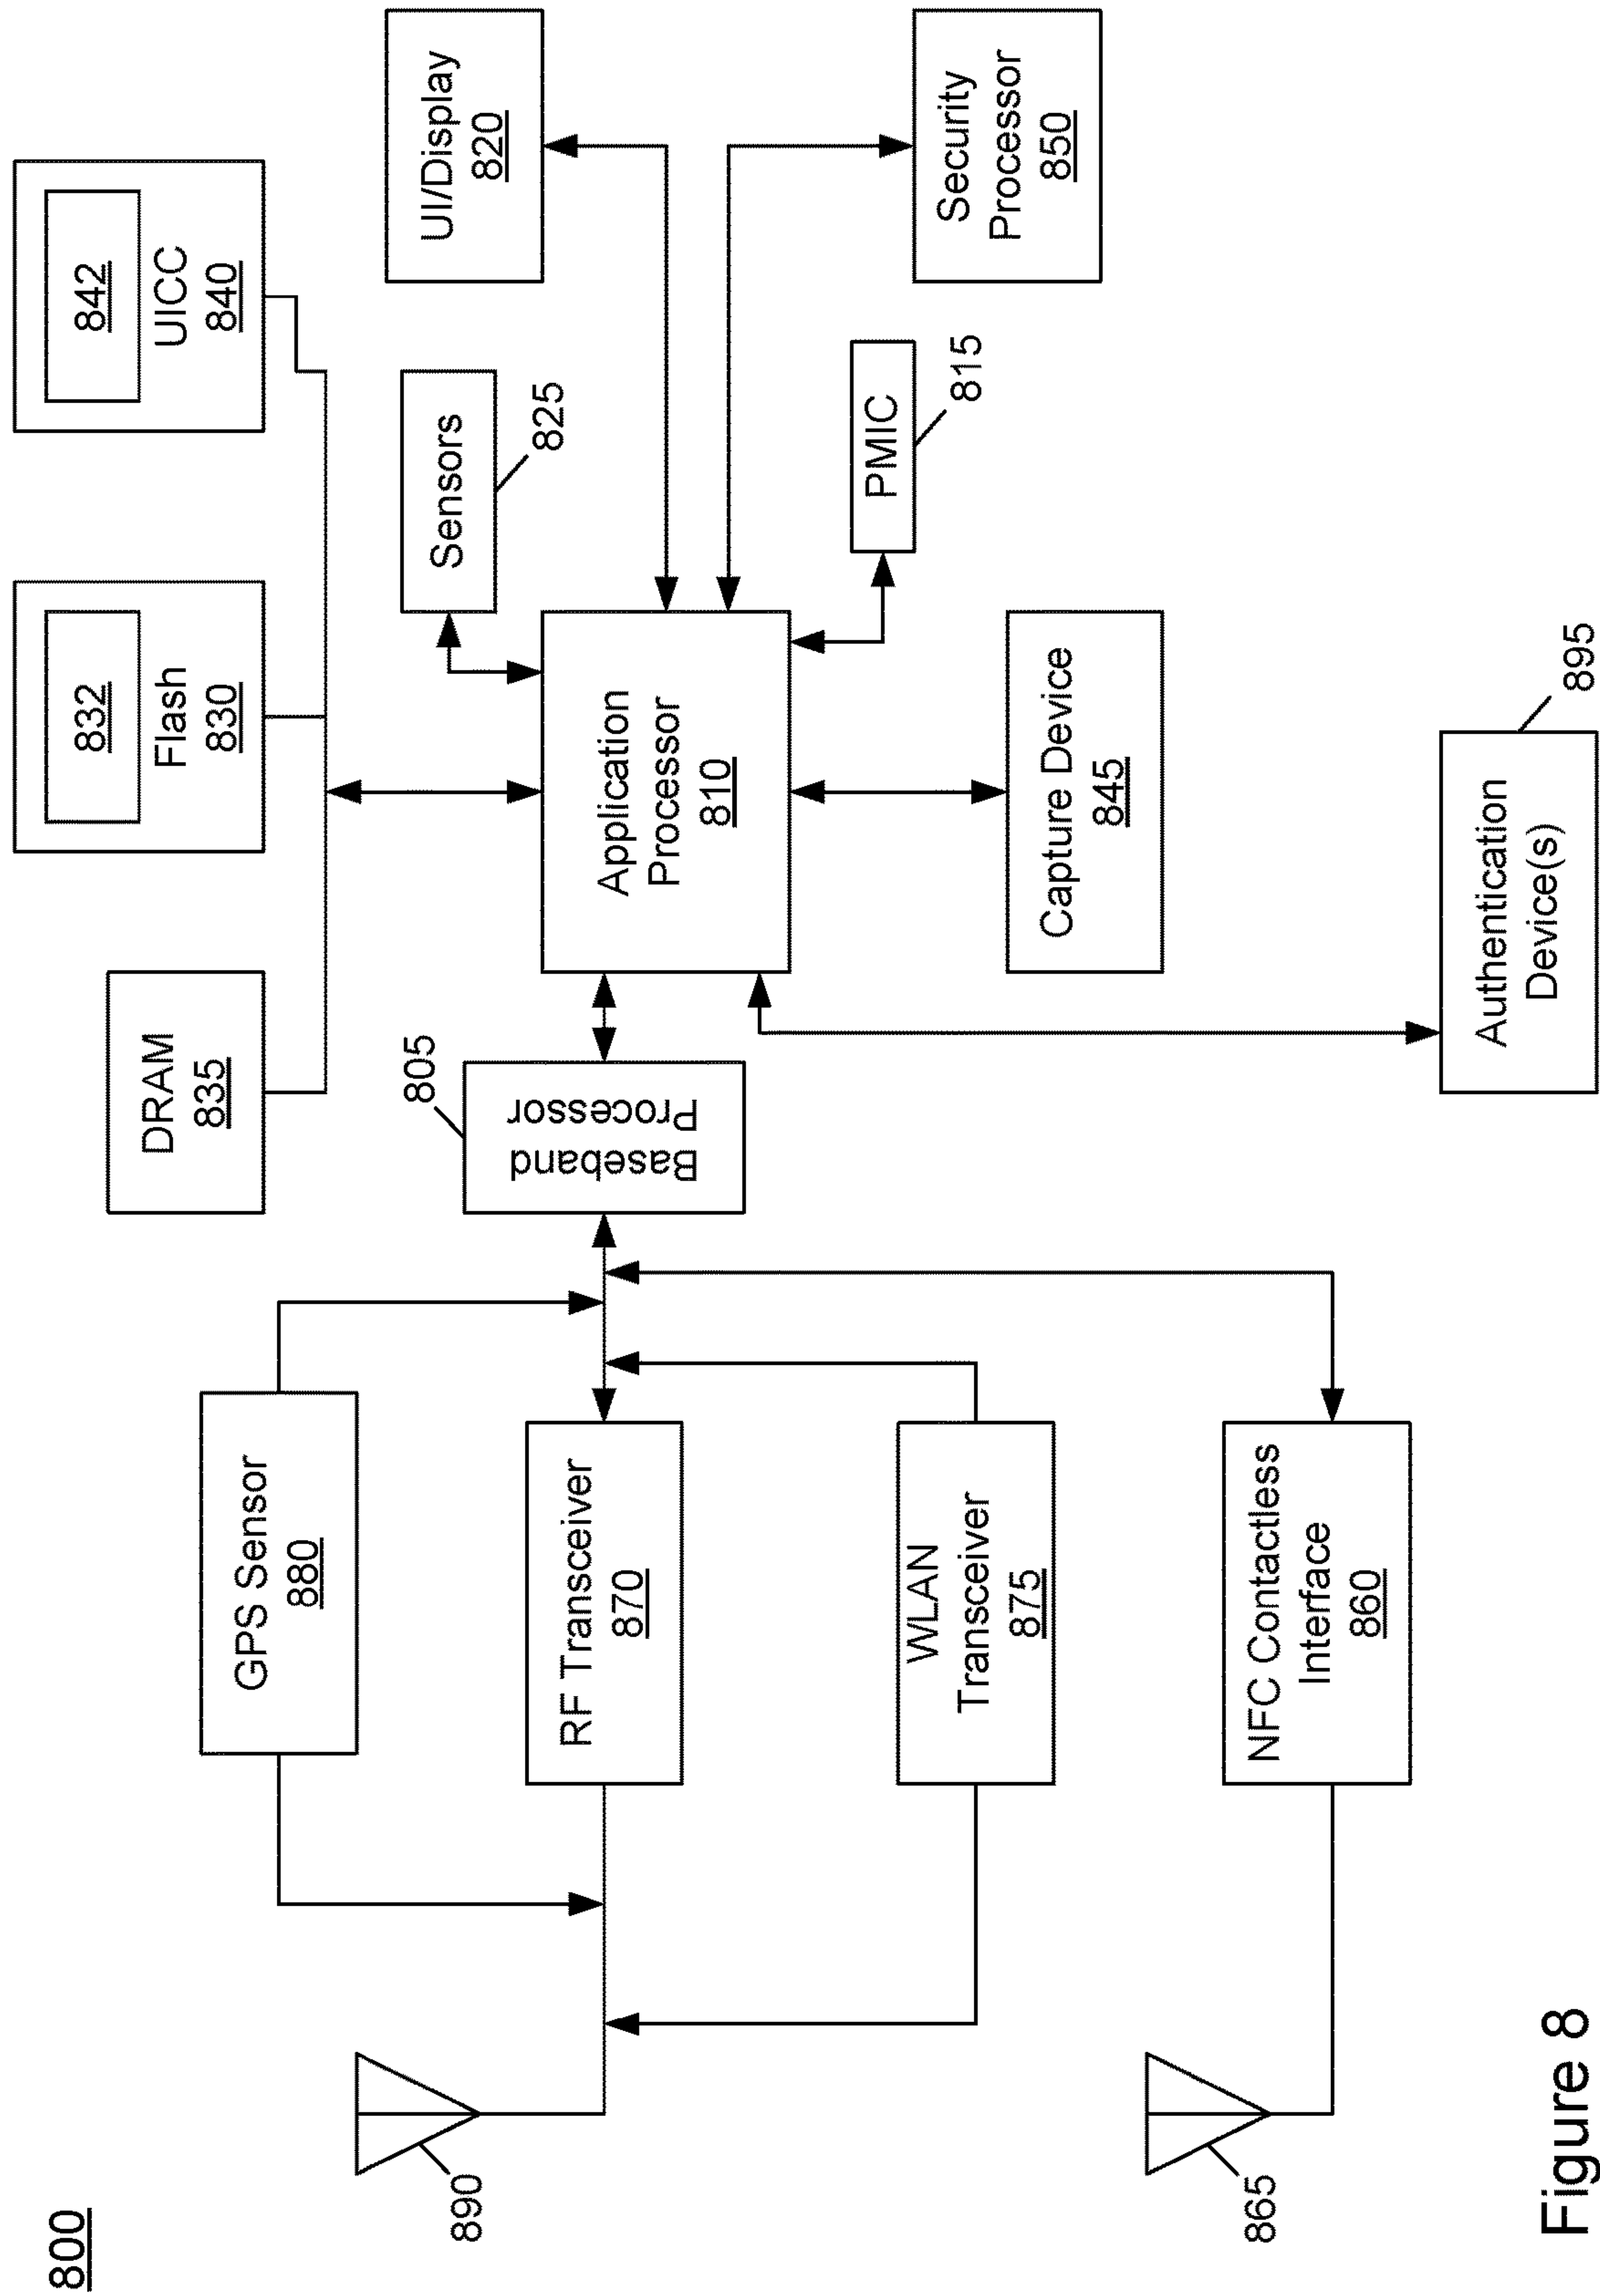 800
842
UICC
840
832
Flash
830
DRAM
835
UI/Display
820
Sensors
825
Application
Processor
810
805
Baseband
Processor
Security
Processor
850
PMIC
815
Capture Device
845
Authentication
Device(s)
895
GPS Sensor
880
RF Transceiver
870
WLAN
Transceiver
875
NFC Contactless
Interface
860
890
865
Figure 8